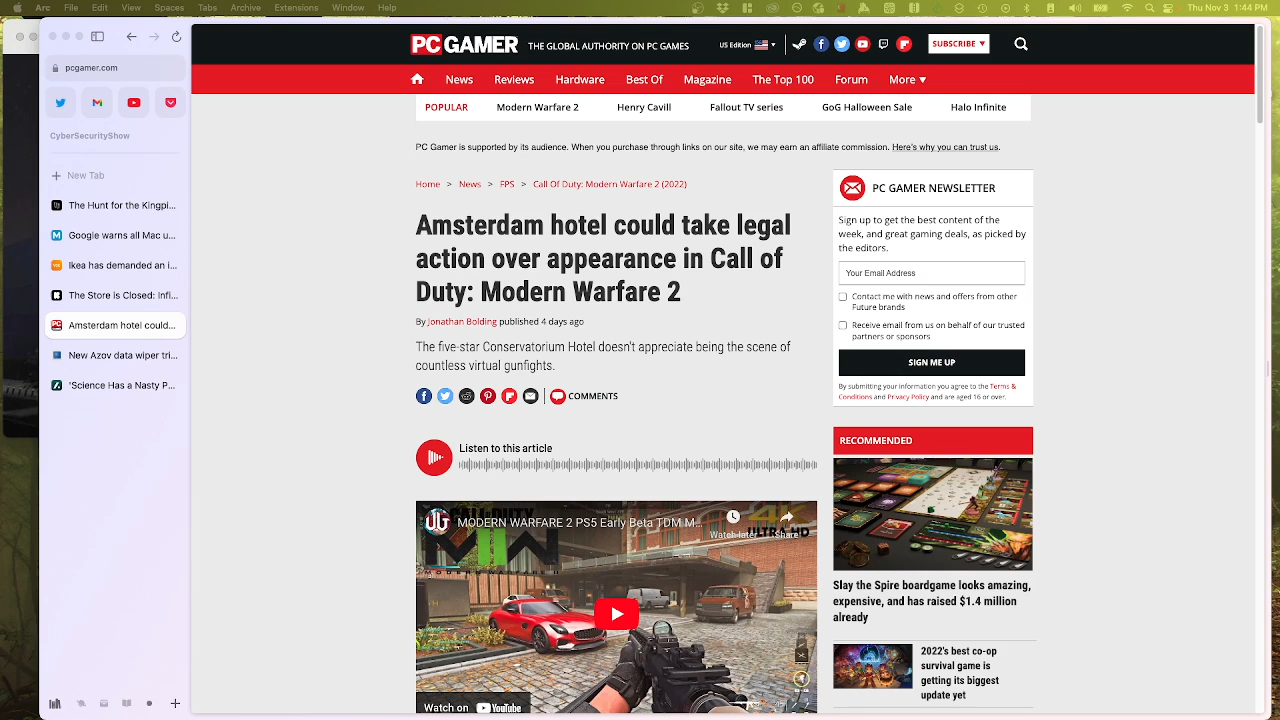 Arc File Edit View Spaces Tabs Archive Extensions Window Help
Thu Nov 3 1:44 PM
pcgamer.com
CyberSecurityShow
New Tab
The Hunt for the Kingpi...
Google warns all Mac u...
Ikea has demanded an i...
The Store is Closed: Infi...
Amsterdam hotel could...
New Azov data wiper tri...
'Science Has a Nasty P...
PC GAMER THE GLOBAL AUTHORITY ON PC GAMES
US Edition
SUBSCRIBE
News Reviews Hardware Best Of Magazine The Top 100 Forum More
POPULAR Modern Warfare 2 Henry Cavill Fallout TV series GoG Halloween Sale Halo Infinite
PC Gamer is supported by its audience. When you purchase through links on our site, we may earn an affiliate commission. Here's why you can trust us.
Home > News > FPS > Call Of Duty: Modern Warfare 2 (2022)
Amsterdam hotel could take legal
action over appearance in Call of
Duty: Modern Warfare 2
By Jonathan Bolding published 4 days ago
The five-star Conservatorium Hotel doesn't appreciate being the scene of
countless virtual gunfights.
COMMENTS
Listen to this article
MODERN WARFARE 2 PS5 Early Beta TDM M...
Watch later
Share
ULTRA HD
Watch on YouTube
PC GAMER NEWSLETTER
Sign up to get the best content of the
week, and great gaming deals, as picked by
the editors.
Your Email Address
Contact me with news and offers from other
Future brands
Receive email from us on behalf of our trusted
partners or sponsors
SIGN ME UP
By submitting your information you agree to the Terms &
Conditions and Privacy Policy and are aged 16 or over.
RECOMMENDED
Slay the Spire boardgame looks amazing,
expensive, and has raised $1.4 million
already
2022's best co-op
survival game is
getting its biggest
update yet